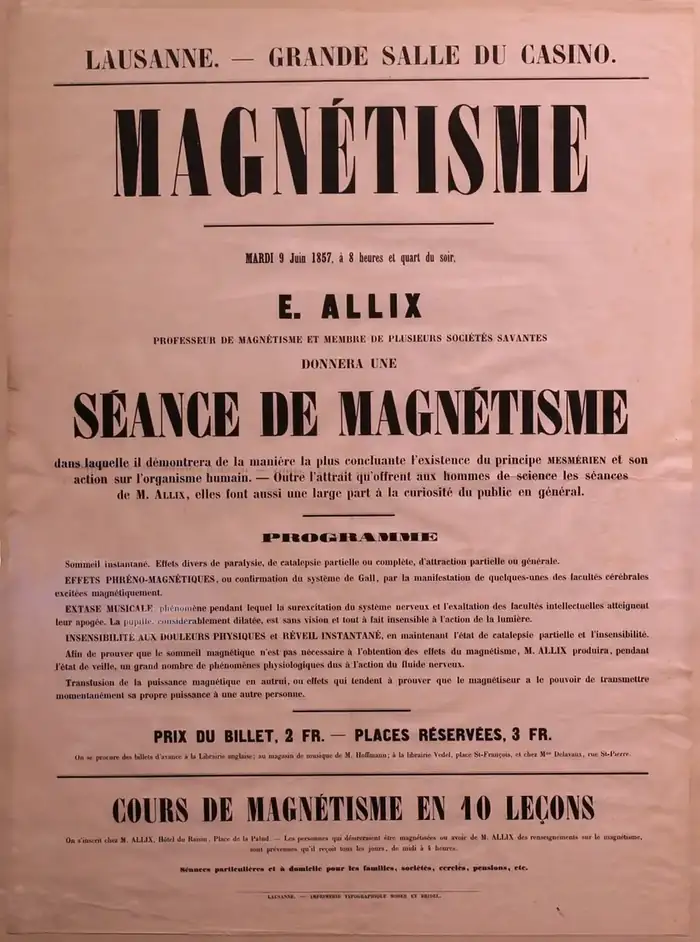 LAUSANNE. — GRANDE SALLE DU CASINO.
MAGNÉTISME
MARDI 9 Juin 1857, à 8 heures et quart du soir,
E. ALLIX
PROFESSEUR DE MAGNÉTISME ET MEMBRE DE PLUSIEURS SOCIÉTÉS SAVANTES
DONNERA UNE
SÉANCE DE MAGNÉTISME
dans laquelle il démontrera de la manière la plus concluante l'existence du principe MESMÉRIEN et son
action sur l'organisme humain. — Outre l'attrait qu'offrent aux hommes de science les séances
de M. ALLIX, elles font aussi une large part à la curiosité du public en général.
PROGRAMME
Sommeil instantané. Effets divers de paralysie, de catalepsie partielle ou complète, d'attraction partielle ou générale.
EFFETS PHRÉNO-MAGNÉTIQUES, ou confirmation du système de Gall, par la manifestation de quelques-unes des facultés cérébrales
excitées magnétiquement.
EXTASE MUSICALE phénomène pendant lequel la surexcitation du système nerveux et l'exaltation des facultés intellectuelles atteignent
leur apogée. La pupille, considérablement dilatée, est sans vision et tout à fait insensible à l'action de la lumière.
INSENSIBILITÉ AUX DOULEURS PHYSIQUES et RÉVEIL INSTANTANÉ, en maintenant l'état de catalepsie partielle et l'insensibilité.
Afin de prouver que le sommeil magnétique n'est pas nécessaire à l'obtention des effets du magnétisme, M. ALLIX produira, pendant
l'état de veille, un grand nombre de phénomènes physiologiques dus à l'action du fluide nerveux.
Transfusion de la puissance magnétique en autrui, ou effets qui tendent à prouver que le magnétiseur a le pouvoir de transmettre
momentanément sa propre puissance à une autre personne.
PRIX DU BILLET, 2 FR. — PLACES RÉSERVÉES, 3 FR.
On se procure des billets d'avance à la Librairie anglaise; au magasin de musique de M. Hoffmann; à la librairie Vedel, place St-François, et chez Mme Delavaux, rue St-Pierre.
COURS DE MAGNÉTISME EN 10 LEÇONS
On s'inscrit chez M. ALLIX, Hôtel du Raisin, Place de la Palud. — Les personnes qui désireraient être magnétisées ou avoir de M. ALLIX des renseignements sur le magnétisme,
sont prévenues qu'il reçoit tous les jours, de midi à 4 heures.
Séances particulières et à domicile pour les familles, sociétés, cercles, pensions, etc.
LAUSANNE. — IMPRIMERIE TYPOGRAPHIQUE ET BRIDEL.